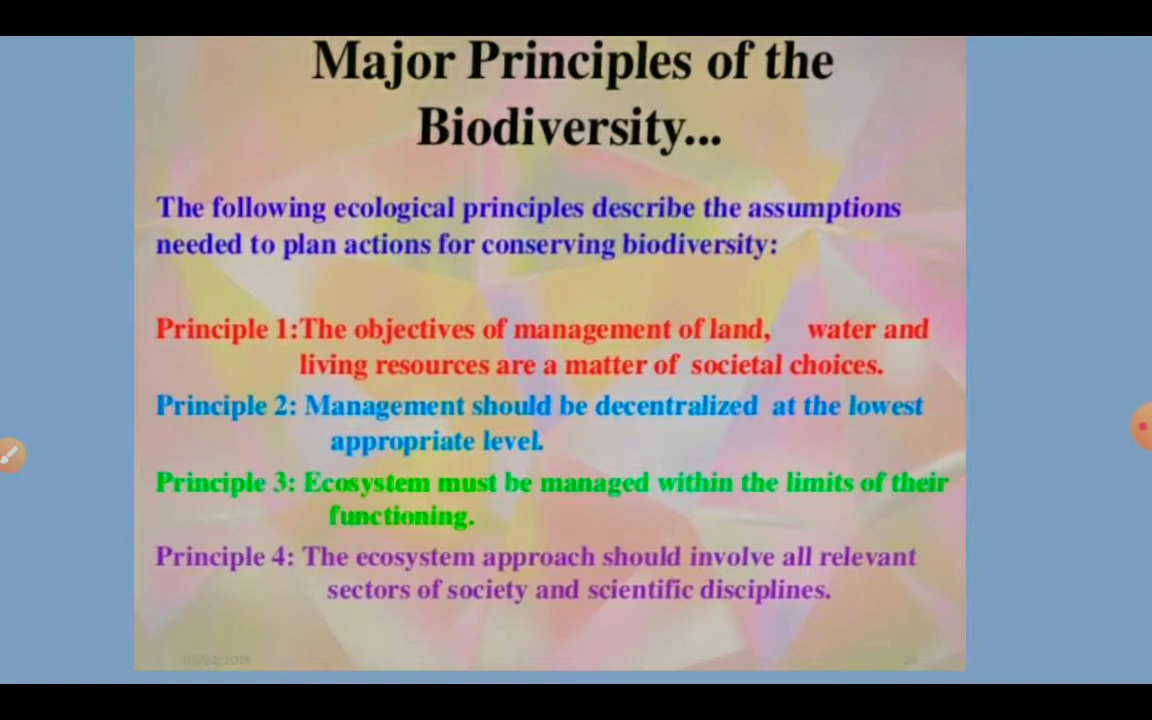 Major Principles of the
Biodiversity...
The following ecological principles describe the assumptions
needed to plan actions for conserving biodiversity:
Principle 1:The objectives of management of land, water and
living resources are a matter of societal choices.
Principle 2: Management should be decentralized at the lowest
appropriate level.
Principle 3: Ecosystem must be managed within the limits of their
functioning.
Principle 4: The ecosystem approach should involve all relevant
sectors of society and scientific disciplines.